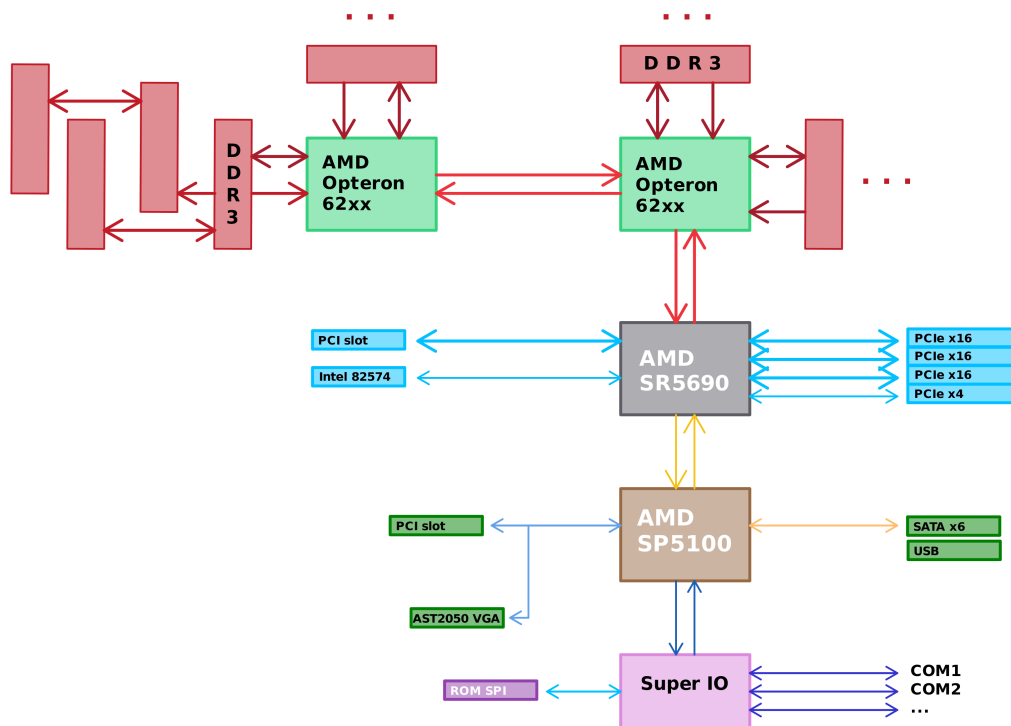 . . .
. . .
D D R 3
D
D
R
3
AMD
Opteron
62xx
AMD
Opteron
62xx
. . .
PCI slot
Intel 82574
AMD
SR5690
PCIe x16
PCIe x16
PCIe x16
PCIe x4
PCI slot
AMD
SP5100
SATA x6
USB
AST2050 VGA
ROM SPI
Super IO
COM1
COM2
...